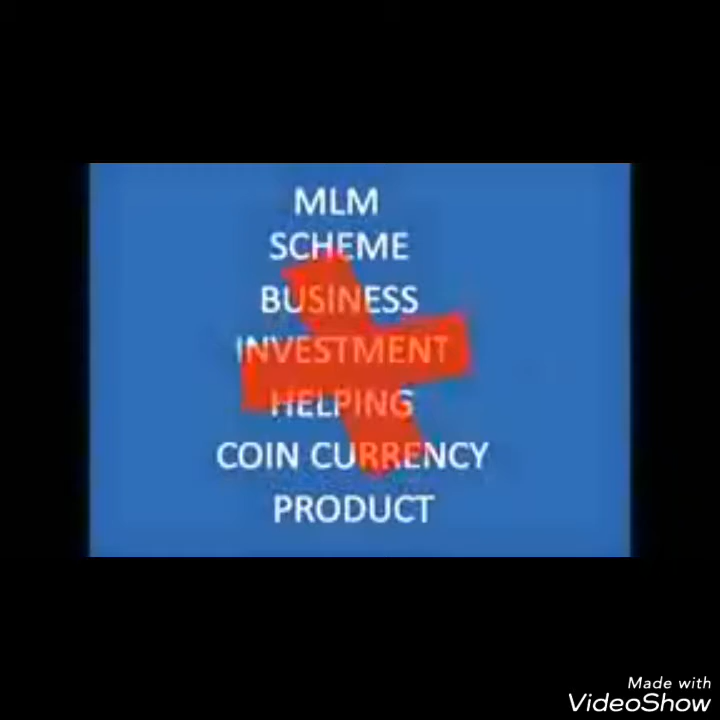 MLM
SCHEME
BUSINESS
INVESTMENT
HELPING
COIN CURRENCY
PRODUCT
Made with
VideoShow